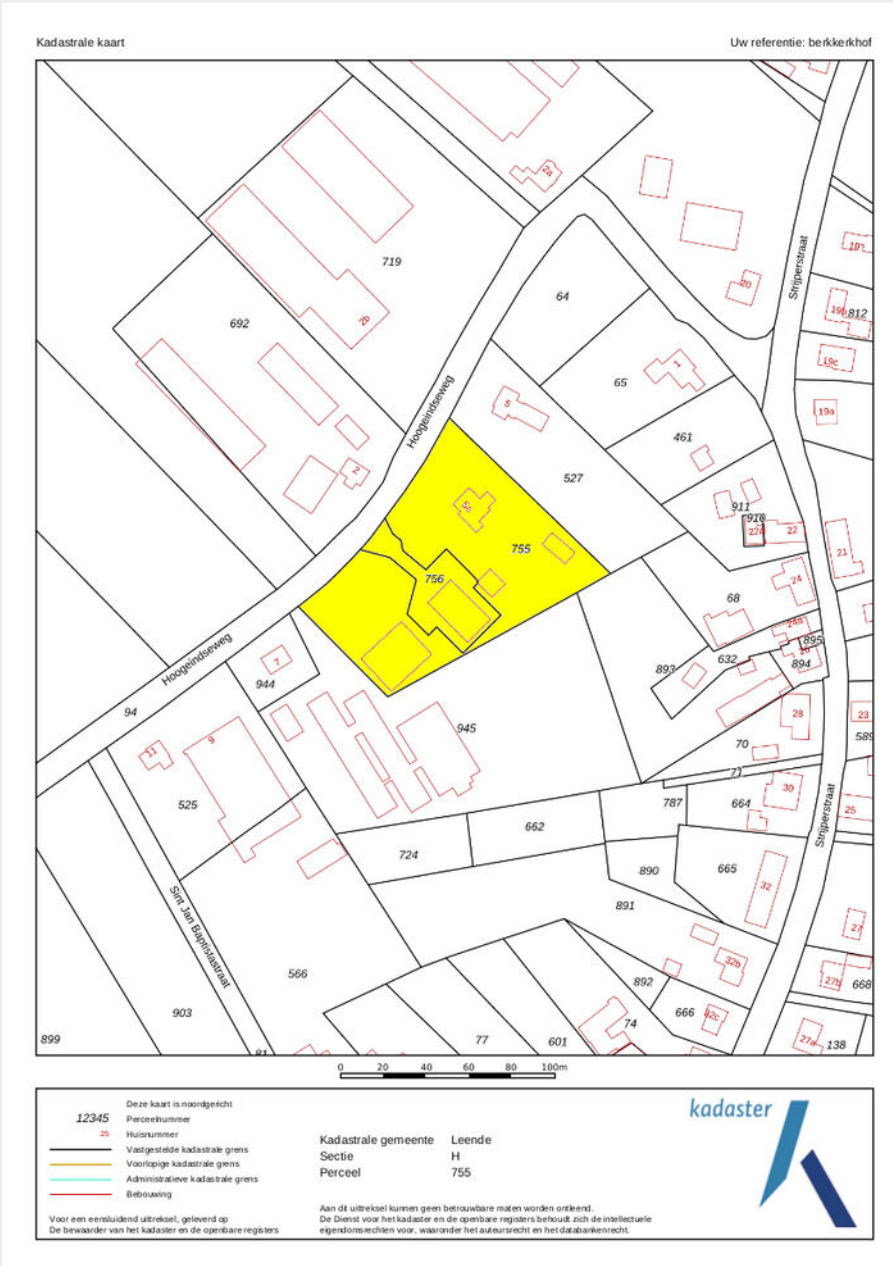 Kadastrale kaart
Uw referentie: berkkerkhof
2a
719
692
2b
64
65
1
20
Strijperstraat
19
19b
812
19c
19a
461
Hoogeindseweg
5
527
2
911
910
22a
22
21
5c
755
756
24
68
24a
895
26
894
632
893
Hoogeindseweg
7
944
94
945
28
23
589
70
71
11
9
525
30
787
664
25
Strijperstraat
662
724
890
665
32
891
27
Sint Jan Baptistastraat
566
32b
27b
668
892
666
32c
903
899
81
77
601
74
27a
138
0 20 40 60 80 100m
Deze kaart is noordgericht
12345 Perceelnummer
25 Huisnummer
Vastgestelde kadastrale grens
Voorlopige kadastrale grens
Administratieve kadastrale grens
Bebouwing
Voor een eensluidend uittreksel, geleverd op
De bewaarder van het kadaster en de openbare registers
Kadastrale gemeente Leende
Sectie H
Perceel 755
Aan dit uittreksel kunnen geen betrouwbare maten worden ontleend.
De Dienst voor het kadaster en de openbare registers behoudt zich de intellectuele
eigendomsrechten voor, waaronder het auteursrecht en het databankenrecht.
kadaster